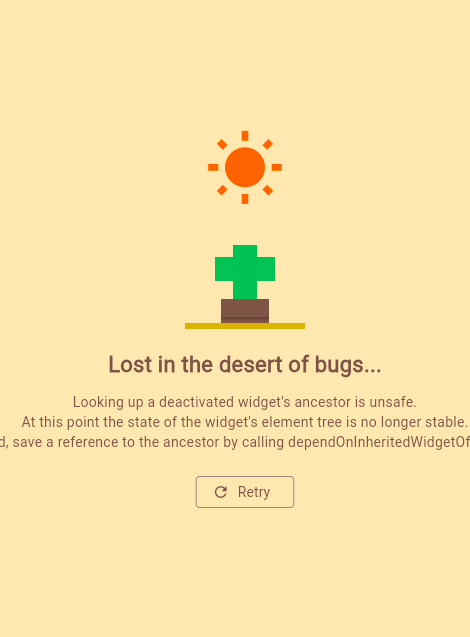 Lost in the desert of bugs...
Looking up a deactivated widget's ancestor is unsafe.
At this point the state of the widget's element tree is no longer stable.
d, save a reference to the ancestor by calling dependOnInheritedWidgetOf
Retry